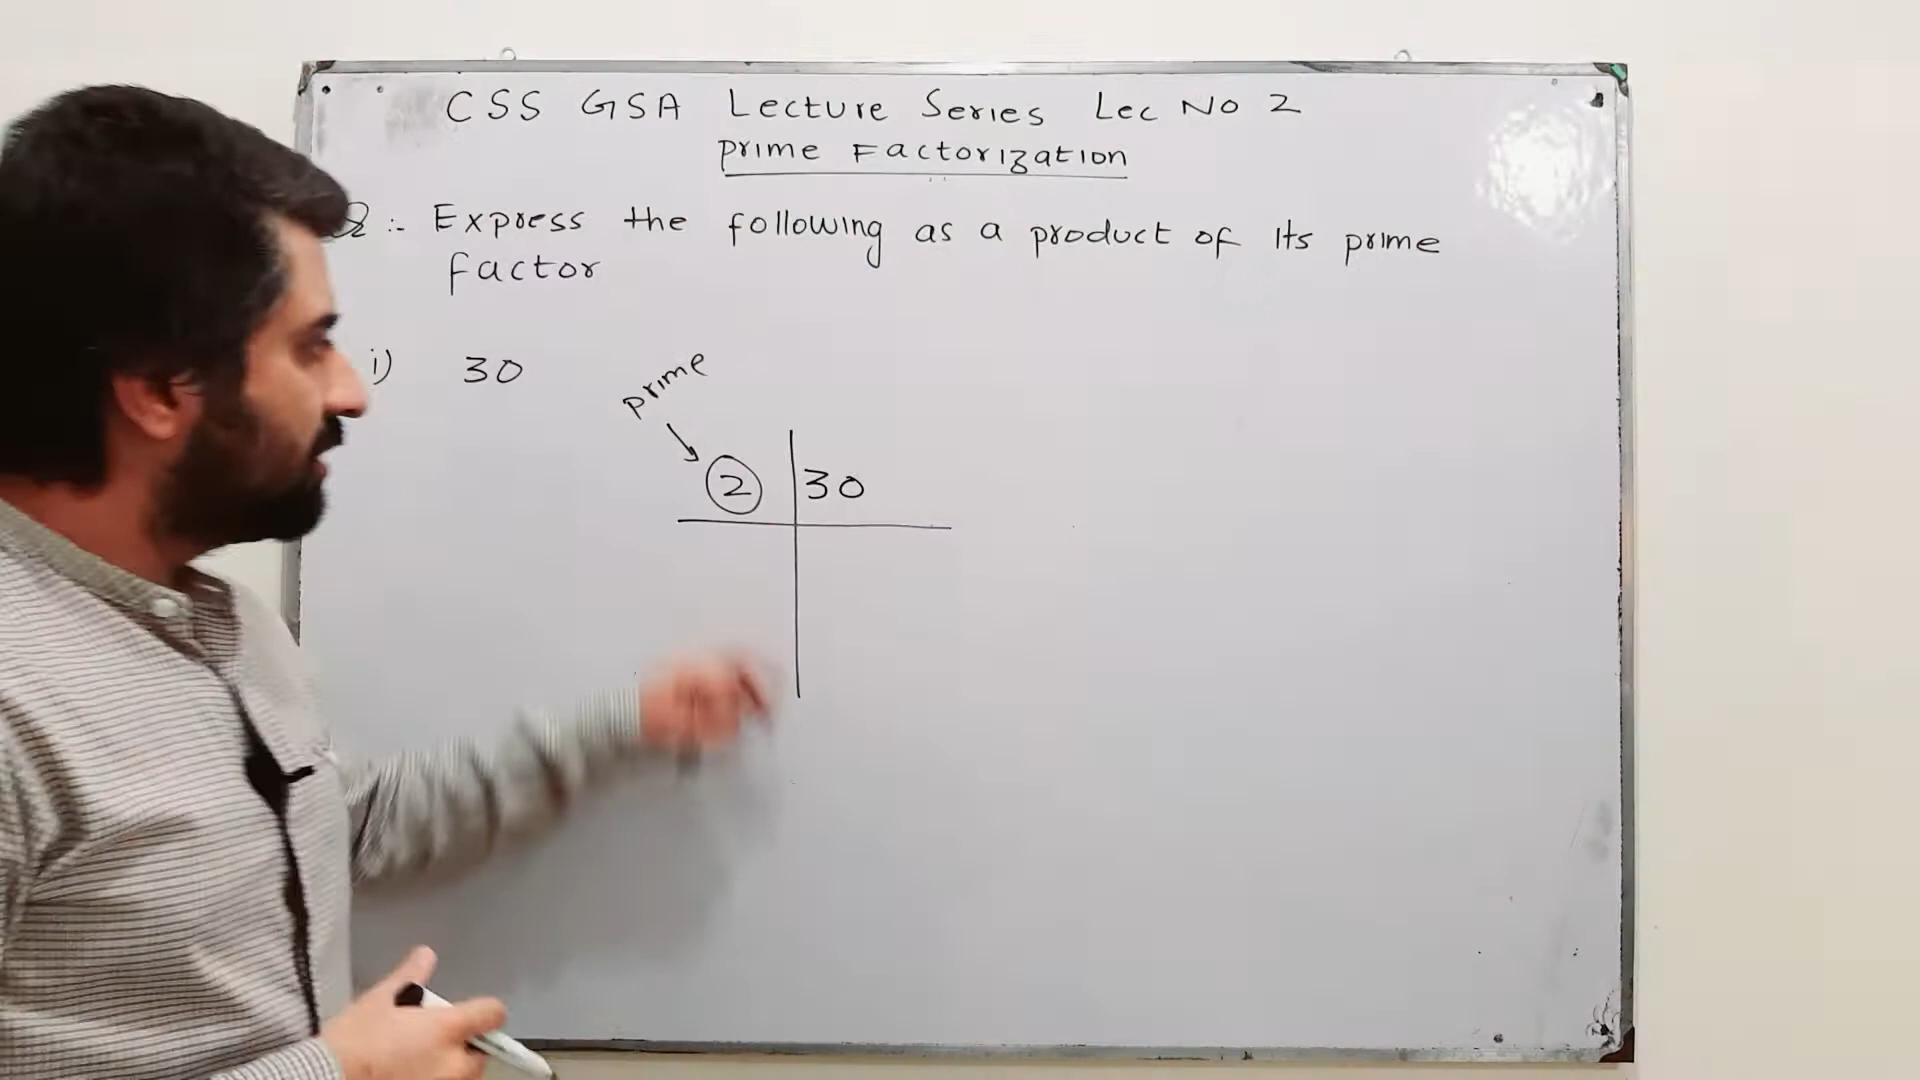 CSS GSA Lecture Series Lec No 2
Prime Factorization
Q :- Express the following as a product of its prime
factor
i) 30
prime
2 30